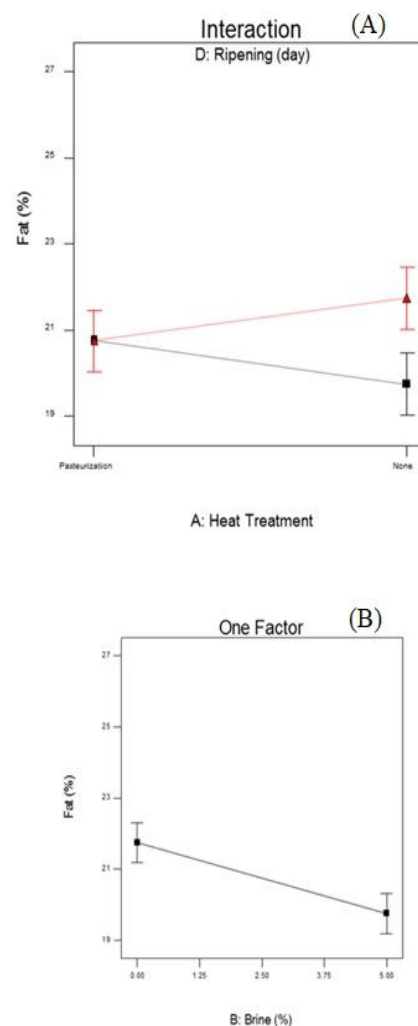 Interaction (A)
D: Ripening (day)
27
25
23
21
19
Fat (%)
Pasteurization None
A: Heat Treatment
One Factor (B)
27
25
23
21
19
Fat (%)
0.00 1.25 2.50 3.75 5.00
B: Brine (%)